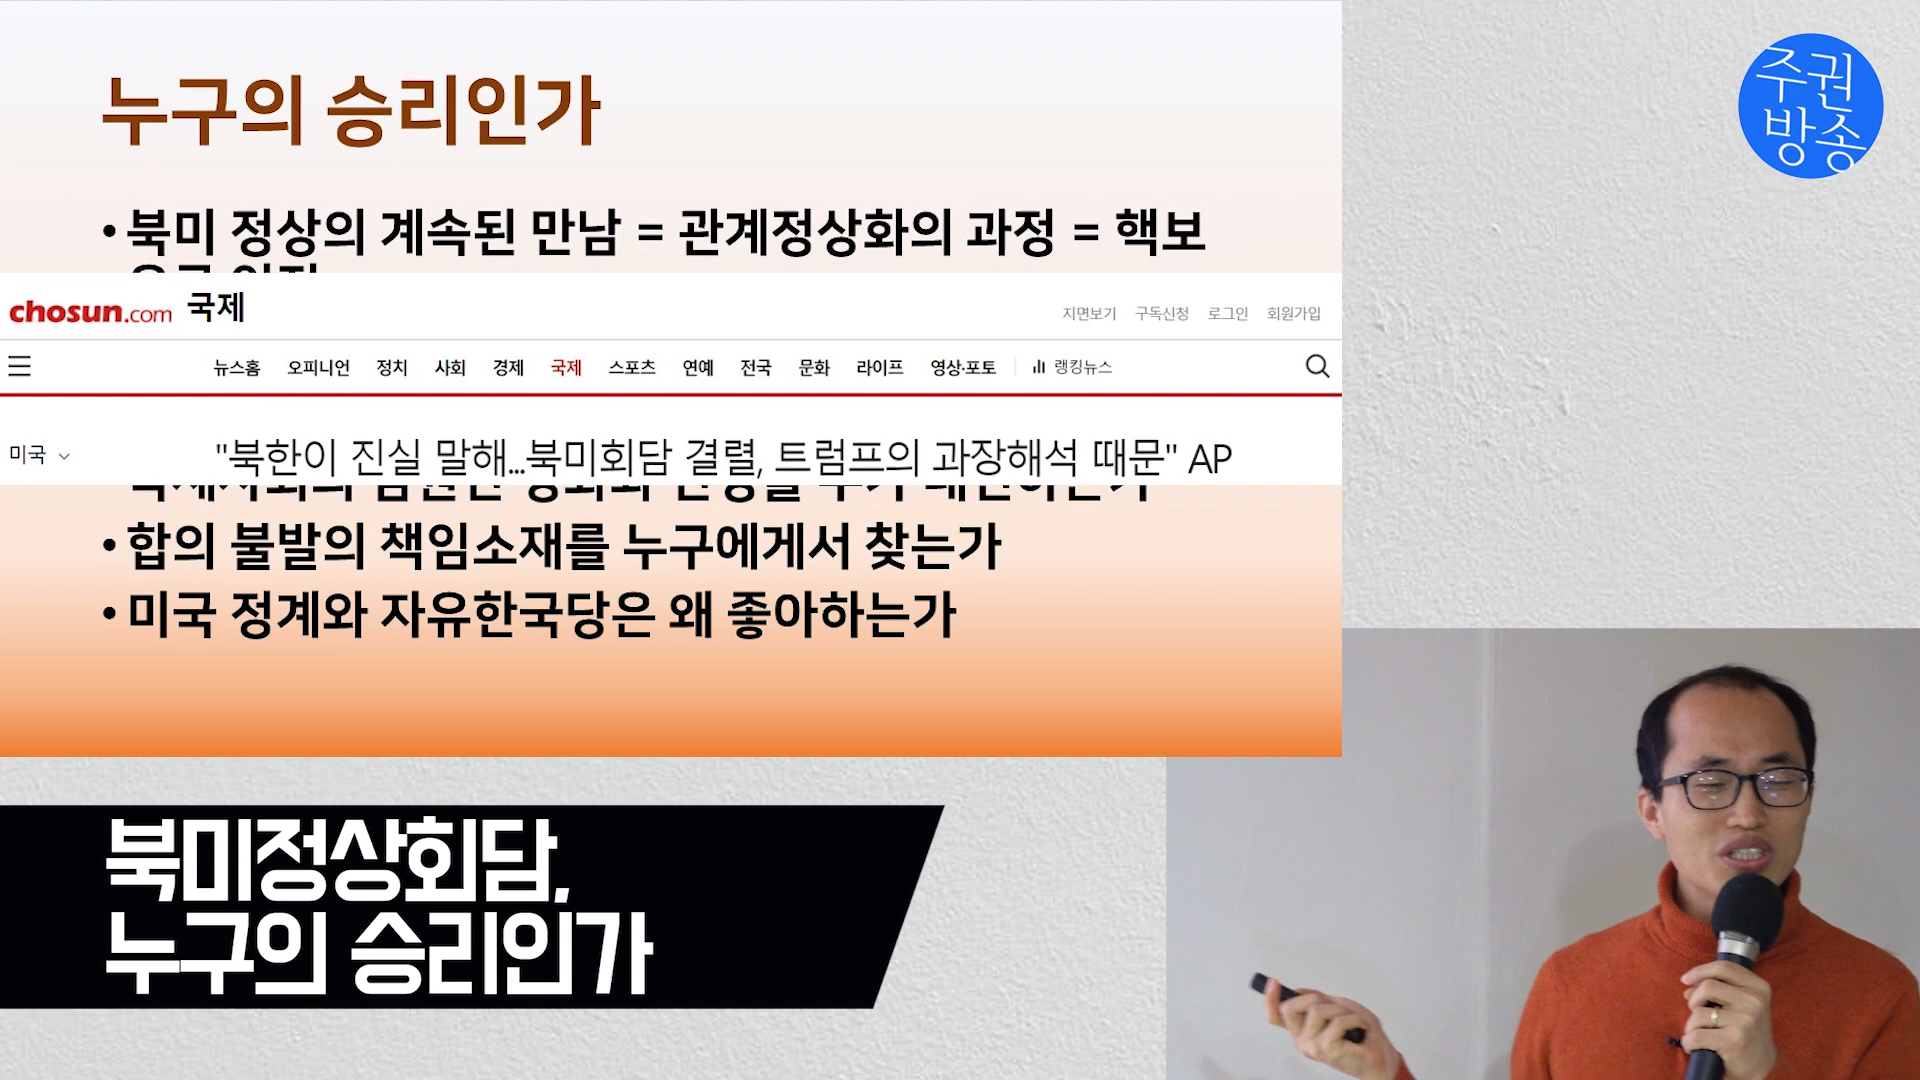 누구의 승리인가
주권
방송
• 북미 정상의 계속된 만남 = 관계정상화의 과정 = 핵보
chosun.com 국제
지면보기 구독신청 로그인 회원가입
뉴스홈 오피니언 정치 사회 경제 국제 스포츠 연예 전국 문화 라이프 영상·포토 랭킹뉴스
미국
"북한이 진실 말해...북미회담 결렬, 트럼프의 과장해석 때문" AP
• 합의 불발의 책임소재를 누구에게서 찾는가
• 미국 정계와 자유한국당은 왜 좋아하는가
북미정상회담,
누구의 승리인가